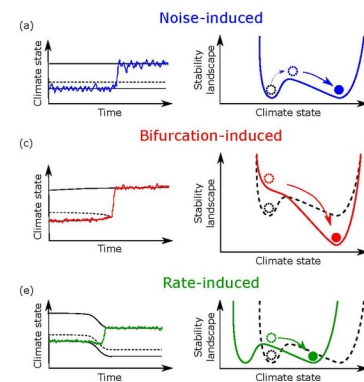 Noise-induced
(a)
Climate state
Time
Stability
landscape
Climate state
Bifurcation-induced
(c)
Climate state
Time
Stability
landscape
Climate state
Rate-induced
(e)
Climate state
Time
Stability
landscape
Climate state